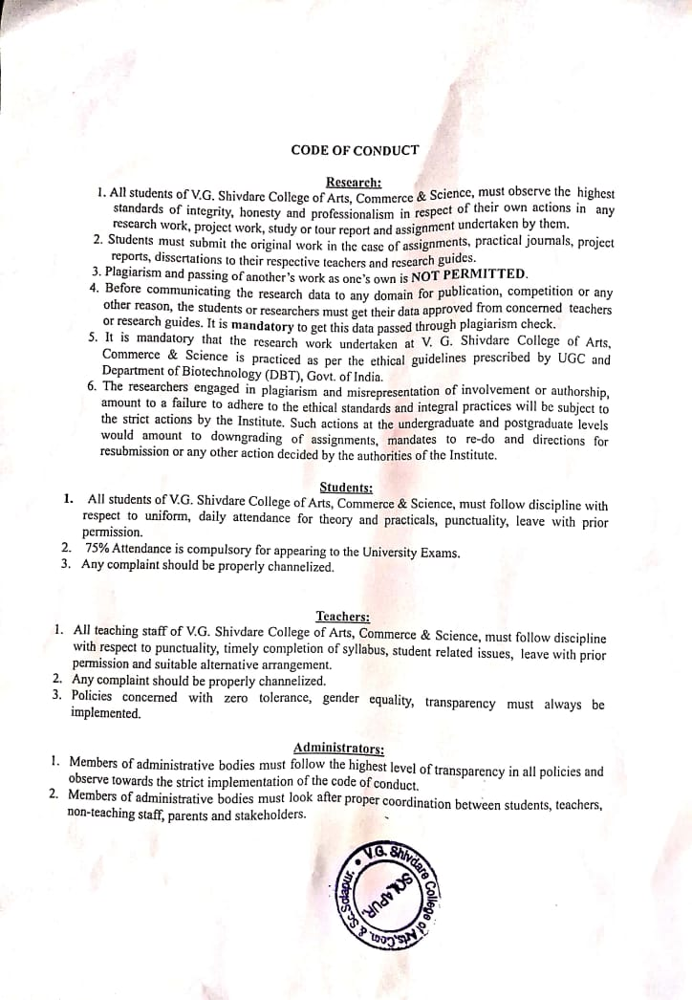 CODE OF CONDUCT
Research:
1. All students of V.G. Shivdare College of Arts, Commerce & Science, must observe the highest
standards of integrity, honesty and professionalism in respect of their own actions in any
research work, project work, study or tour report and assignment undertaken by them.
2. Students must submit the original work in the case of assignments, practical journals, project
reports, dissertations to their respective teachers and research guides.
3. Plagiarism and passing of another's work as one's own is NOT PERMITTED.
4. Before communicating the research data to any domain for publication, competition or any
other reason, the students or researchers must get their data approved from concerned teachers
or research guides. It is mandatory to get this data passed through plagiarism check.
5. It is mandatory that the research work undertaken at V. G. Shivdare College of Arts,
Commerce & Science is practiced as per the ethical guidelines prescribed by UGC and
Department of Biotechnology (DBT), Govt. of India.
6. The researchers engaged in plagiarism and misrepresentation of involvement or authorship,
amount to a failure to adhere to the ethical standards and integral practices will be subject to
the strict actions by the Institute. Such actions at the undergraduate and postgraduate levels
would amount to downgrading of assignments, mandates to re-do and directions for
resubmission or any other action decided by the authorities of the Institute.
Students:
1. All students of V.G. Shivdare College of Arts, Commerce & Science, must follow discipline with
respect to uniform, daily attendance for theory and practicals, punctuality, leave with prior
permission.
2. 75% Attendance is compulsory for appearing to the University Exams.
3. Any complaint should be properly channelized.
Teachers:
1. All teaching staff of V.G. Shivdare College of Arts, Commerce & Science, must follow discipline
with respect to punctuality, timely completion of syllabus, student related issues, leave with prior
permission and suitable alternative arrangement.
2. Any complaint should be properly channelized.
3. Policies concerned with zero tolerance, gender equality, transparency must always be
implemented.
Administrators:
1. Members of administrative bodies must follow the highest level of transparency in all policies and
observe towards the strict implementation of the code of conduct.
2. Members of administrative bodies must look after proper coordination between students, teachers,
non-teaching staff, parents and stakeholders.
V.G. Shivdare College of Arts, Com. & Sc. Solapur.
SOLAPUR.